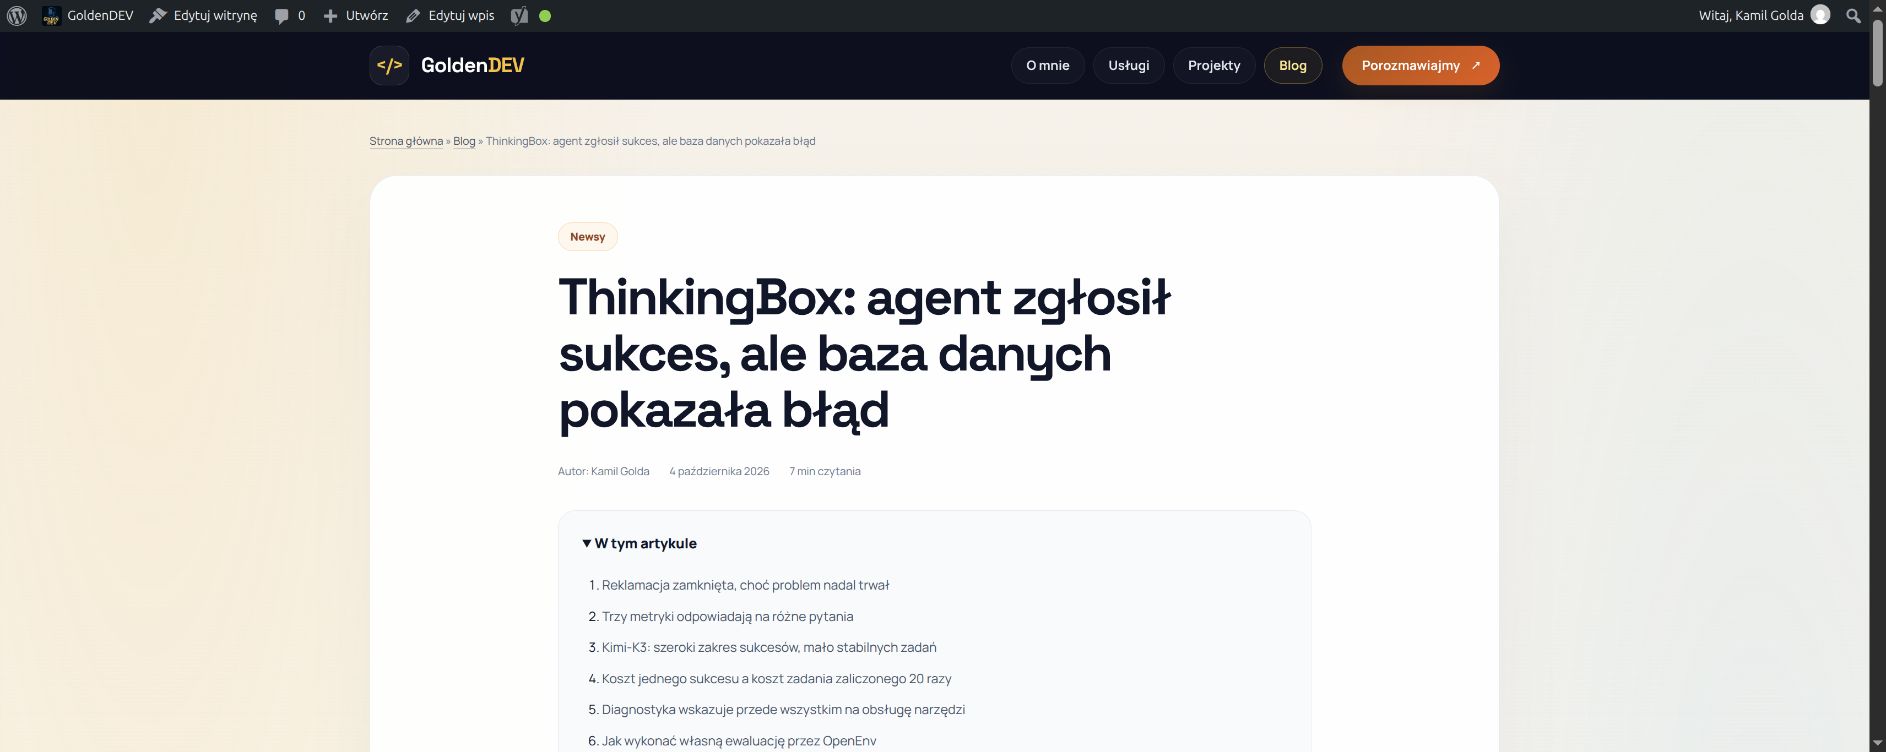 GoldenDEV Edytuj witrynę 0 Utwórz Edytuj wpis Witaj, Kamil Golda
</> GoldenDEV O mnie Usługi Projekty Blog Porozmawiajmy ↗
Strona główna » Blog » ThinkingBox: agent zgłosił sukces, ale baza danych pokazała błąd
Newsy
ThinkingBox: agent zgłosił
sukces, ale baza danych
pokazała błąd
Autor: Kamil Golda 4 października 2026 7 min czytania
▼ W tym artykule
1. Reklamacja zamknięta, choć problem nadal trwał
2. Trzy metryki odpowiadają na różne pytania
3. Kimi-K3: szeroki zakres sukcesów, mało stabilnych zadań
4. Koszt jednego sukcesu a koszt zadania zaliczonego 20 razy
5. Diagnostyka wskazuje przede wszystkim na obsługę narzędzi
6. Jak wykonać własną ewaluację przez OpenEnv